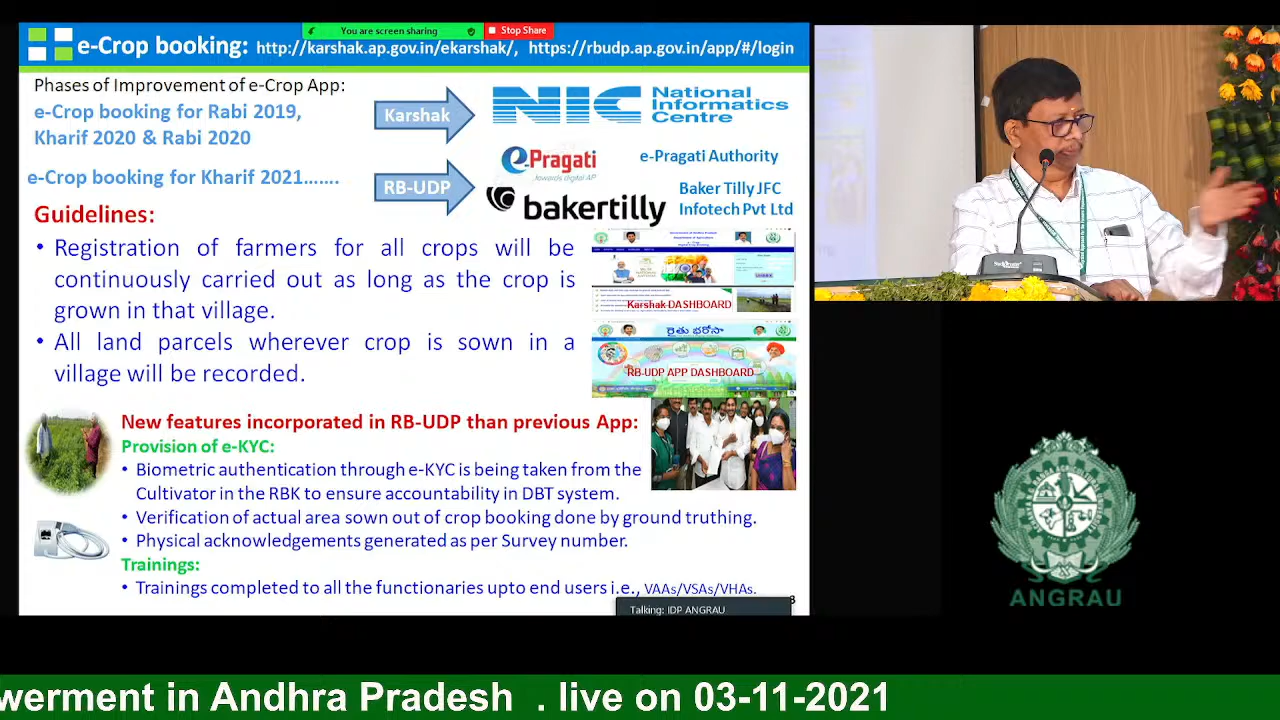 You are screen sharing
Stop Share
e-Crop booking: http://karshak.ap.gov.in/ekarshak/, https://rbudp.ap.gov.in/app/#/login
Phases of Improvement of e-Crop App:
e-Crop booking for Rabi 2019,
Kharif 2020 & Rabi 2020
Karshak
NIC National
Informatics
Centre
e-Crop booking for Kharif 2021.......
RB-UDP
ePragati
Towards digital AP
e-Pragati Authority
bakertilly
Baker Tilly JFC
Infotech Pvt Ltd
Guidelines:
• Registration of farmers for all crops will be
continuously carried out as long as the crop is
grown in that village.
• All land parcels wherever crop is sown in a
village will be recorded.
Karshak DASHBOARD
రైతు భరోసా
RB-UDP APP DASHBOARD
New features incorporated in RB-UDP than previous App:
Provision of e-KYC:
• Biometric authentication through e-KYC is being taken from the
Cultivator in the RBK to ensure accountability in DBT system.
• Verification of actual area sown out of crop booking done by ground truthing.
• Physical acknowledgements generated as per Survey number.
Trainings:
• Trainings completed to all the functionaries upto end users i.e., VAAs/VSAs/VHAs.
Talking: IDP ANGRAU
ANGRAU
werment in Andhra Pradesh . live on 03-11-2021